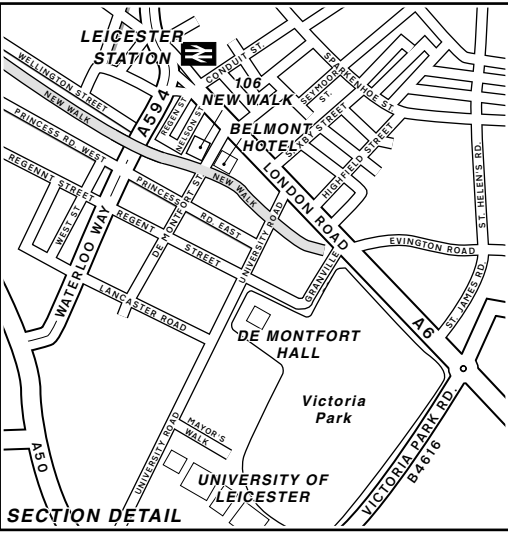 LEICESTER
STATION
CONDUIT ST.
SPARKENHOE ST.
WELLINGTON STREET
106
NEW WALK
SEYMOUR
ST.
NEW WALK
A594
REGENT ST
NELSON ST.
BELMONT
HOTEL
SAXBY STREET
HIGHFIELD STREET
PRINCESS RD. WEST
LONDON ROAD
ST. HELEN'S RD.
REGENNT STREET
NEW WALK
PRINCESS
RD. EAST
DE MONTFORT ST.
WEST ST
REGENT
STREET
UNIVERSITY ROAD
EVINGTON ROAD
WATERLOO WAY
GRANVILLE
ST. JAMES RD.
LANCASTER ROAD
A6
DE MONTFORT
HALL
Victoria
Park
VICTORIA PARK RD.
B4616
MAYOR'S
WALK
UNIVERSITY ROAD
A50
UNIVERSITY OF
LEICESTER
SECTION DETAIL